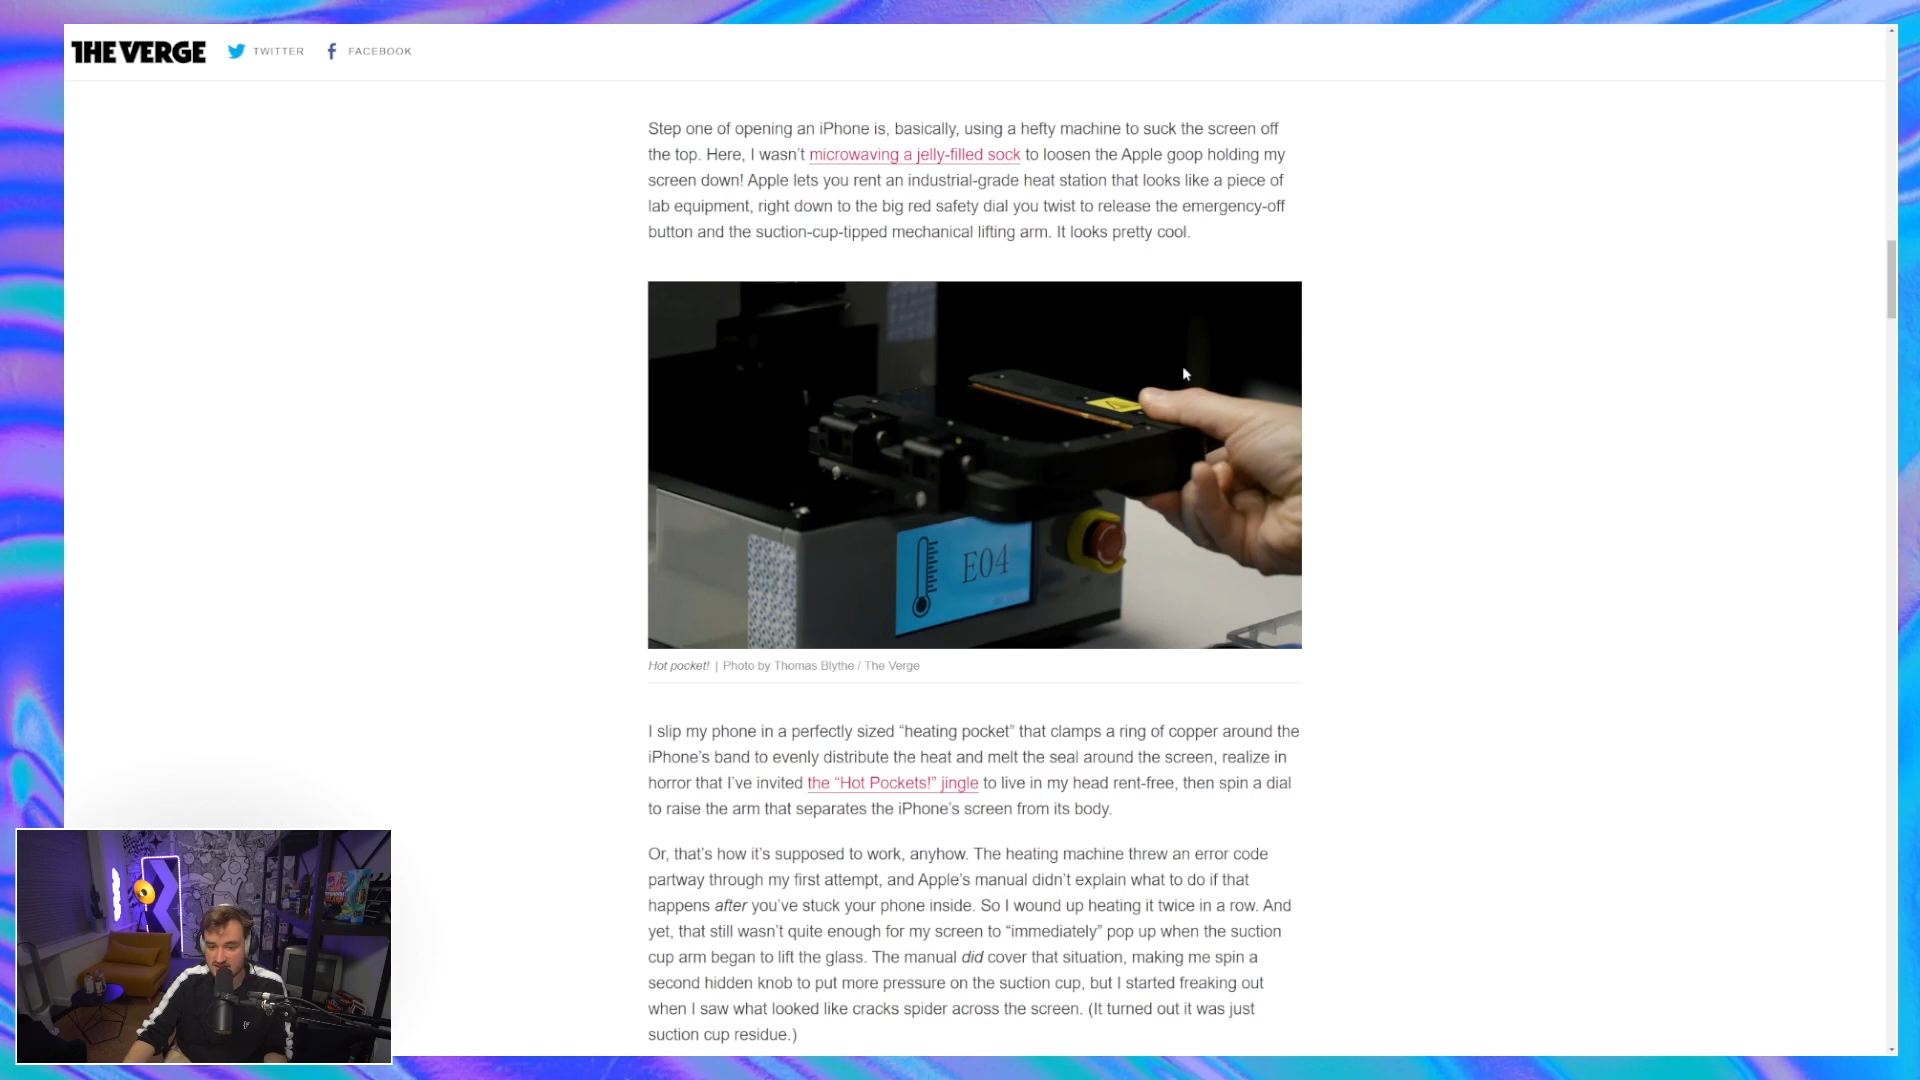 THE VERGE TWITTER FACEBOOK
Step one of opening an iPhone is, basically, using a hefty machine to suck the screen off
the top. Here, I wasn’t microwaving a jelly-filled sock to loosen the Apple goop holding my
screen down! Apple lets you rent an industrial-grade heat station that looks like a piece of
lab equipment, right down to the big red safety dial you twist to release the emergency-off
button and the suction-cup-tipped mechanical lifting arm. It looks pretty cool.
E04
Hot pocket! | Photo by Thomas Blythe / The Verge
I slip my phone in a perfectly sized “heating pocket” that clamps a ring of copper around the
iPhone’s band to evenly distribute the heat and melt the seal around the screen, realize in
horror that I’ve invited the “Hot Pockets!” jingle to live in my head rent-free, then spin a dial
to raise the arm that separates the iPhone’s screen from its body.
Or, that’s how it’s supposed to work, anyhow. The heating machine threw an error code
partway through my first attempt, and Apple’s manual didn’t explain what to do if that
happens after you’ve stuck your phone inside. So I wound up heating it twice in a row. And
yet, that still wasn’t quite enough for my screen to “immediately” pop up when the suction
cup arm began to lift the glass. The manual did cover that situation, making me spin a
second hidden knob to put more pressure on the suction cup, but I started freaking out
when I saw what looked like cracks spider across the screen. (It turned out it was just
suction cup residue.)